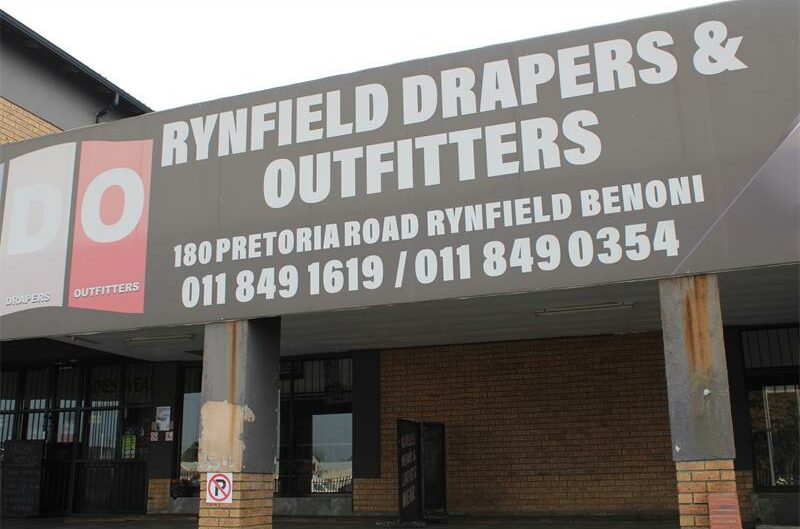 RYNFIELD DRAPERS &
OUTFITTERS
180 PRETORIA ROAD RYNFIELD BENONI
011 849 1619 / 011 849 0354
D O
DRAPERS OUTFITTERS
P